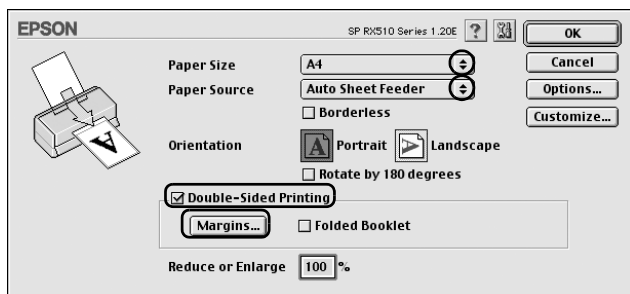 EPSON SP RX510 Series 1.20E ? OK
Paper Size A4 Cancel
Paper Source Auto Sheet Feeder Options...
Borderless Customize...
Orientation A Portrait A Landscape
Rotate by 180 degrees
Double-Sided Printing
Margins... Folded Booklet
Reduce or Enlarge 100 %
A